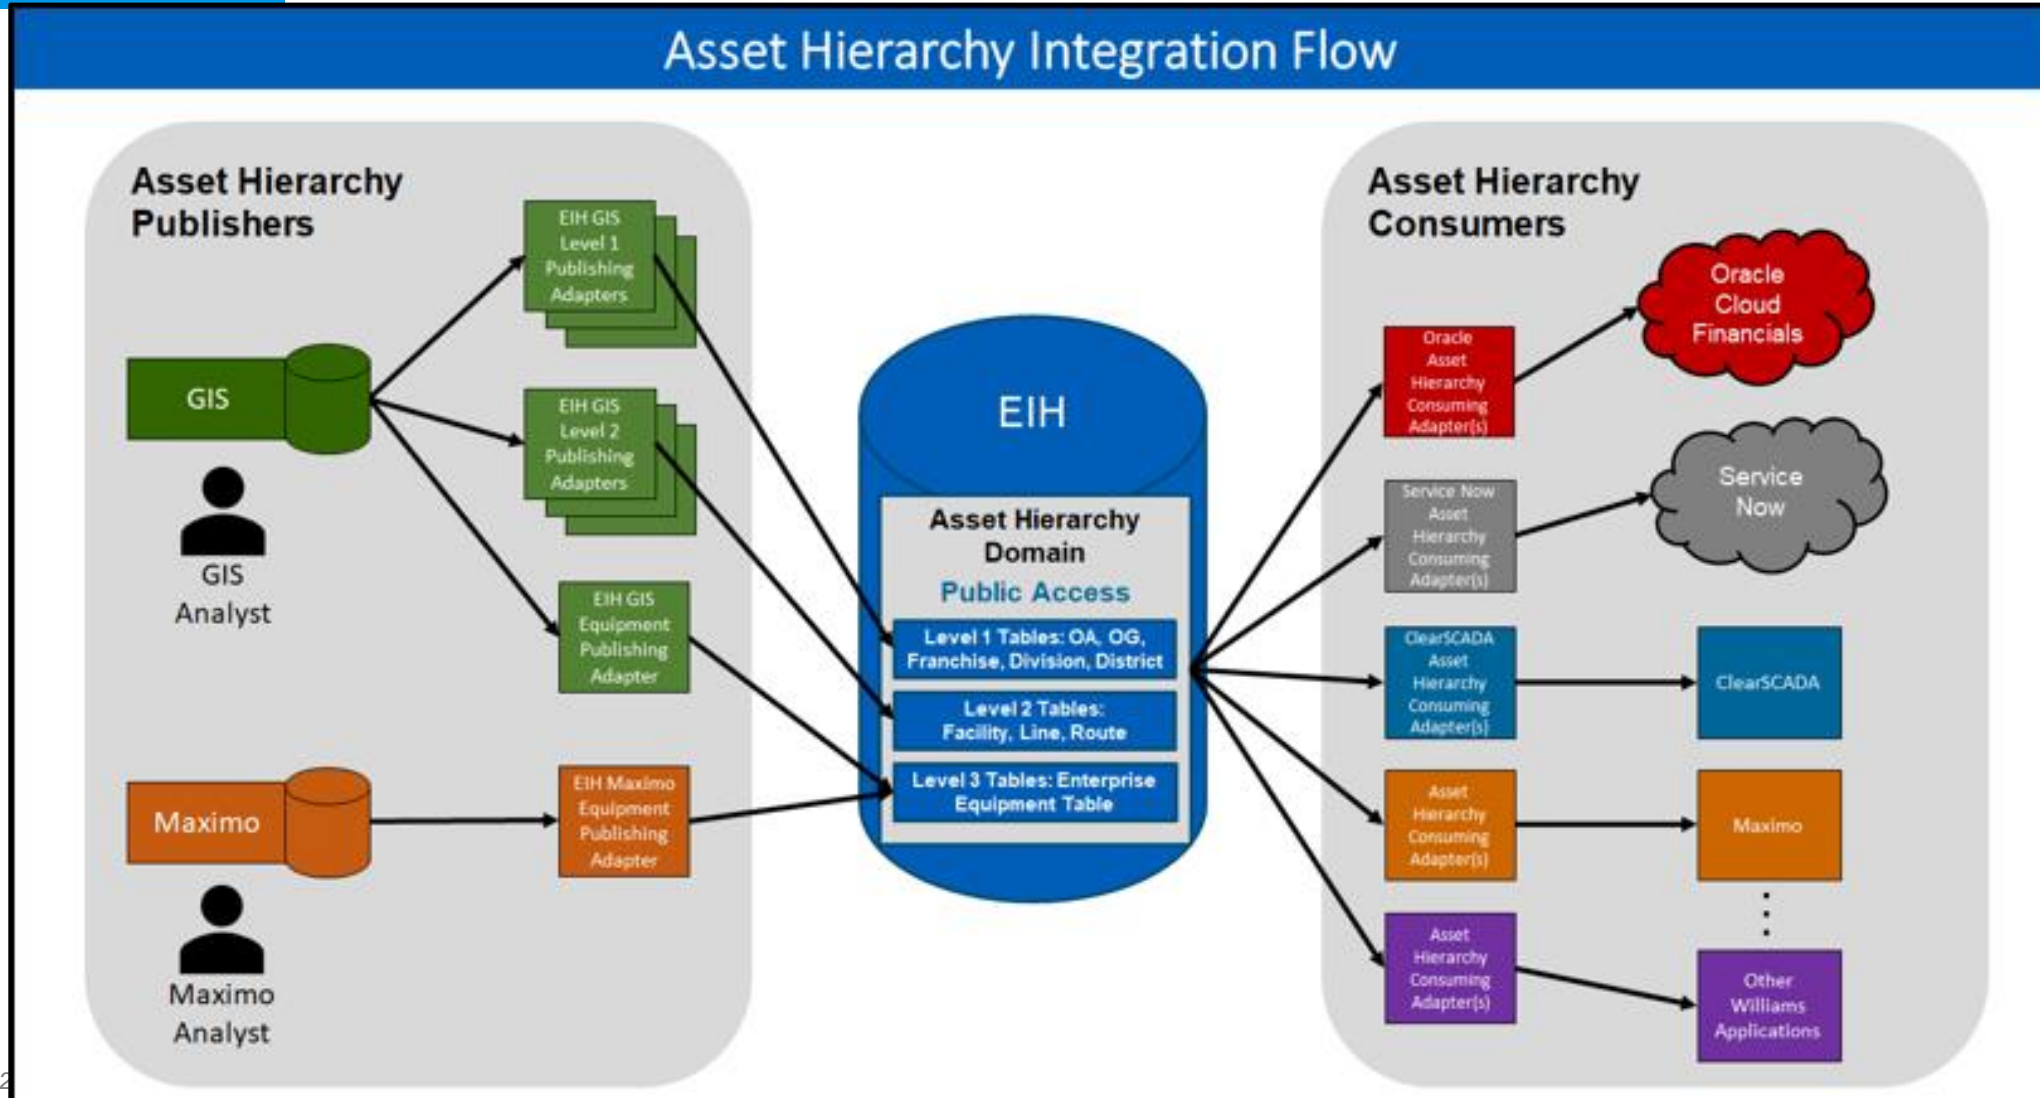 Asset Hierarchy Integration Flow
Asset Hierarchy
Publishers
EIH GIS
Level 1
Publishing
Adapters
GIS
EIH GIS
Level 2
Publishing
Adapters
GIS
Analyst
EIH GIS
Equipment
Publishing
Adapter
Maximo
EIH Maximo
Equipment
Publishing
Adapter
Maximo
Analyst
EIH
Asset Hierarchy
Domain
Public Access
Level 1 Tables: OA, OG,
Franchise, Division, District
Level 2 Tables:
Facility, Line, Route
Level 3 Tables: Enterprise
Equipment Table
Asset Hierarchy
Consumers
Oracle
Asset
Hierarchy
Consuming
Adapter(s)
Oracle
Cloud
Financials
Service Now
Asset
Hierarchy
Consuming
Adapter(s)
Service
Now
ClearSCADA
Asset
Hierarchy
Consuming
Adapter(s)
ClearSCADA
Asset
Hierarchy
Consuming
Adapter(s)
Maximo
Asset
Hierarchy
Consuming
Adapter(s)
Other
Williams
Applications
2